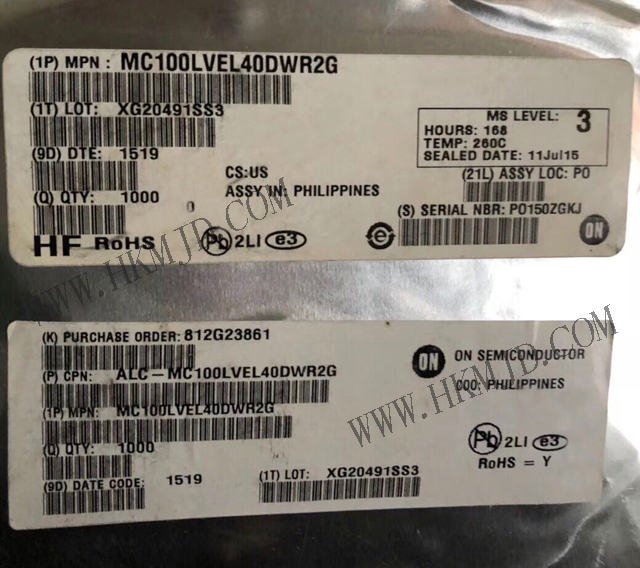 (1P) MPN : MC100LVEL40DWR2G
(1T) LOT: XG20491SS3
(9D) DTE: 1519
(Q) QTY: 1000
0
CS:US
ASSY IN: PHILIPPINES
MS LEVEL: 3
HOURS: 168
TEMP: 260C
SEALED DATE: 11Jul15
(21L) ASSY LOC: PO
(S) SERIAL NBR: PO150ZGKJ
HF RoHS Pb 2LI e3 e ON
WWW.HKMJD.COM
(K) PURCHASE ORDER: 812G23861
(P) CPN: ALC-MC100LVEL40DWR2G
(1P) MPN: MC100LVEL40DWR2G
(Q) QTY: 1000
(9D) DATE CODE: 1519
(1T) LOT: XG20491SS3
ON ON SEMICONDUCTOR
COO: PHILIPPINES
Pb 2LI e3
RoHS = Y
WWW.HKMJD.COM